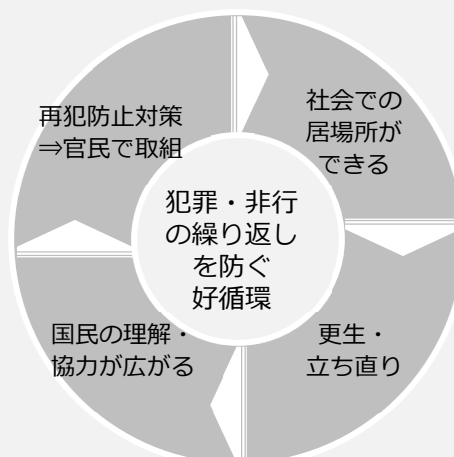 再犯防止対策
⇒官民で取組
社会での
居場所が
できる
犯罪・非行
の繰り返し
を防ぐ
好循環
国民の理解・
協力が広がる
更生・
立ち直り